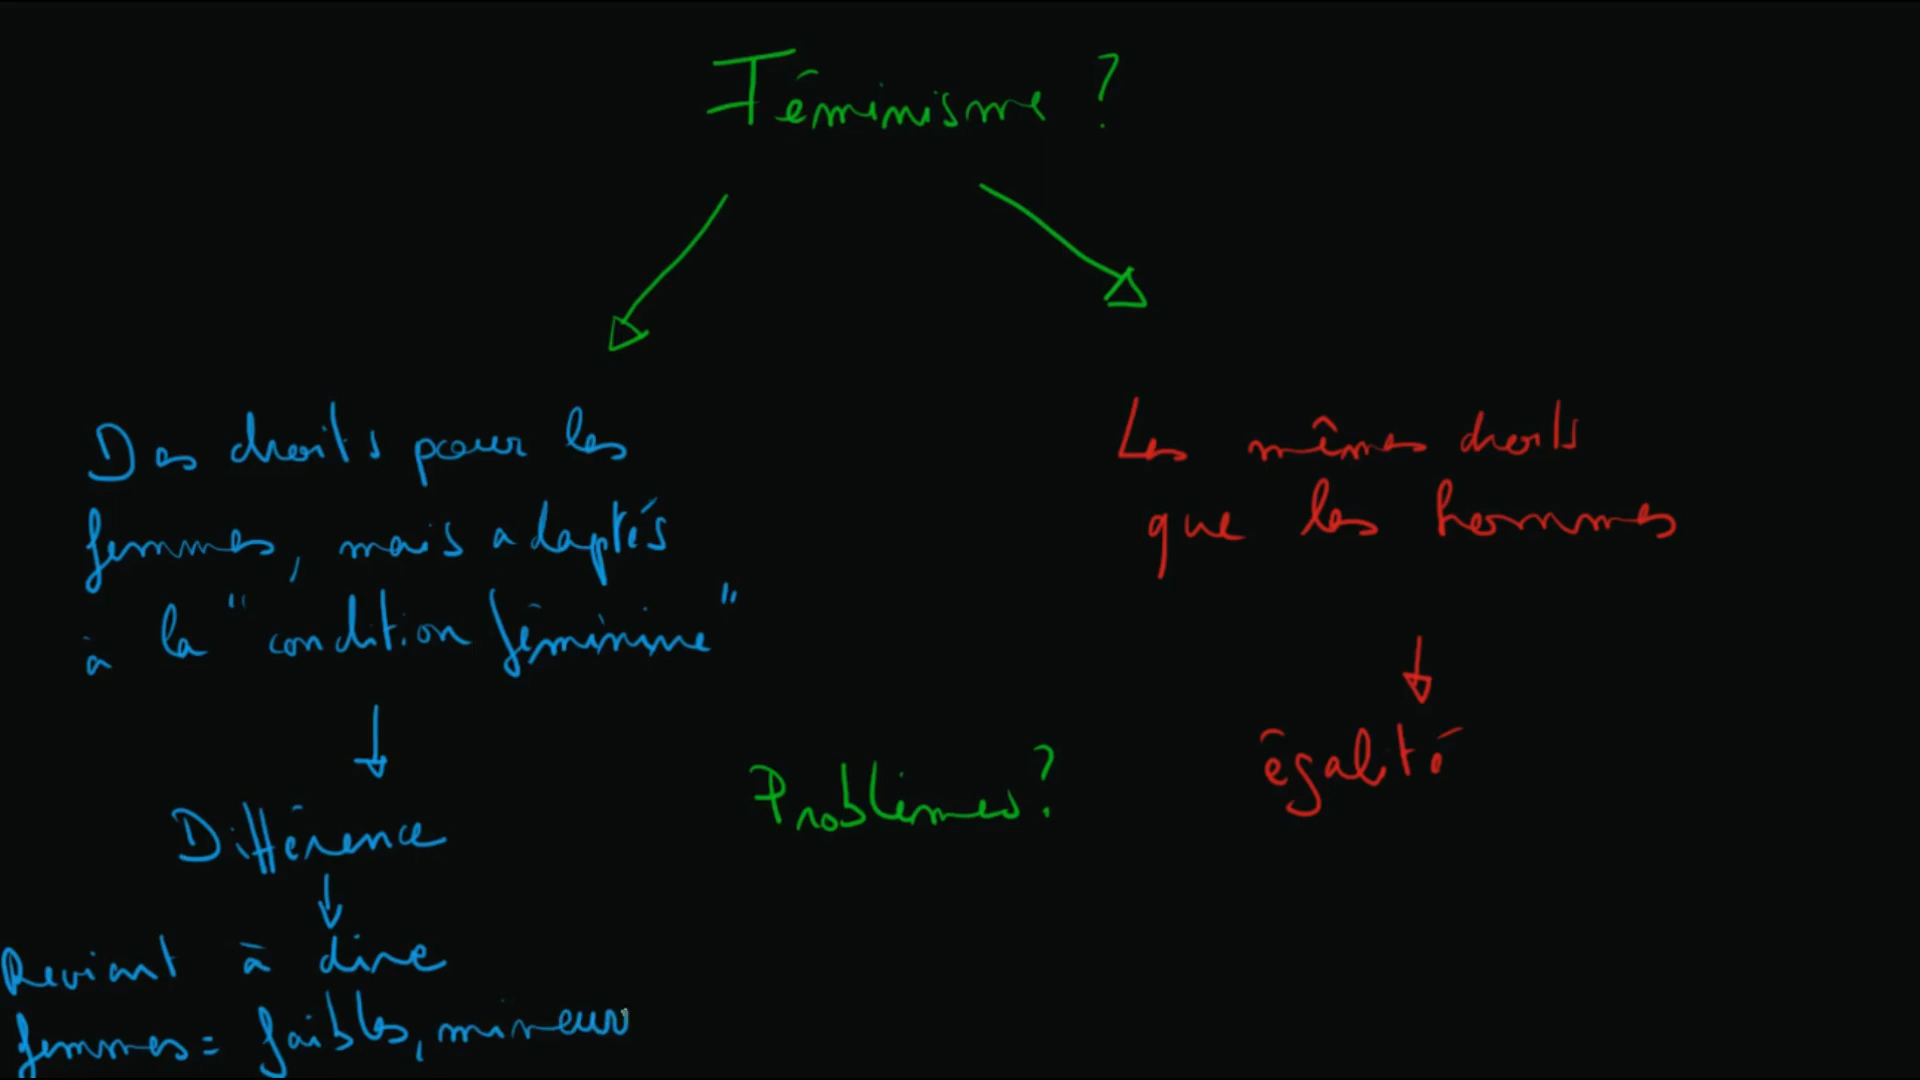 Féminisme ?
Des droits pour les
femmes, mais adaptés
à la "condition féminine"
Différence
Revient à dire
femmes = faibles, mineur
Problèmes ?
Les mêmes droits
que les hommes
égalité